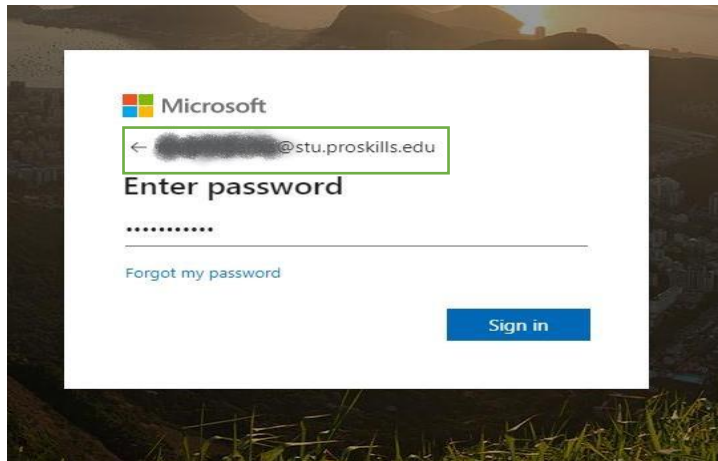 Microsoft
← @stu.proskills.edu
Enter password
•••••••••••
Forgot my password
Sign in